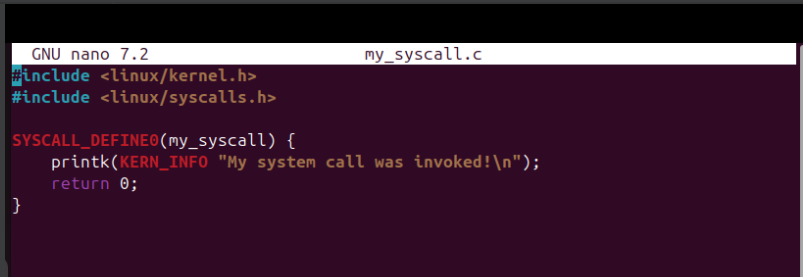 GNU nano 7.2 my_syscall.c
#include <linux/kernel.h>
#include <linux/syscalls.h>
SYSCALL_DEFINE0(my_syscall) {
printk(KERN_INFO "My system call was invoked!\n");
return 0;
}